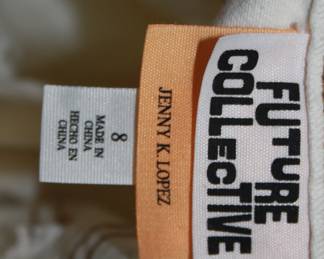 FUTURE
COLLECTIVE
JENNY K. LOPEZ
8
MADE IN
CHINA
HECHO EN
CHINA